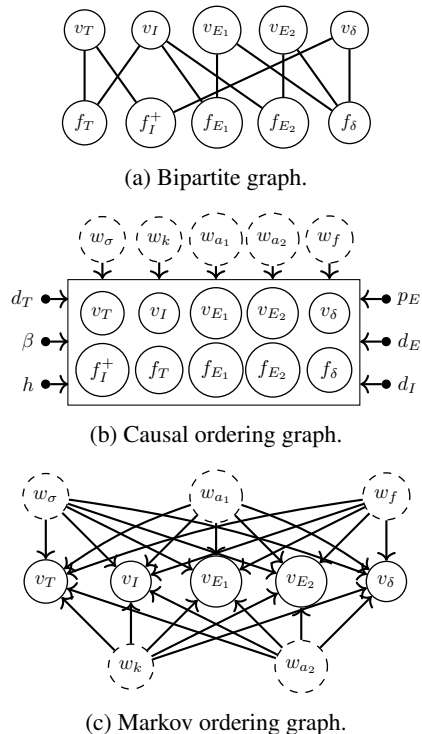 v_T v_I v_{E_1} v_{E_2} v_δ
f_T f_I^+ f_{E_1} f_{E_2} f_δ
(a) Bipartite graph.
w_σ w_k w_{a_1} w_{a_2} w_f
d_T v_T v_I v_{E_1} v_{E_2} v_δ p_E
β d_E
h f_I^+ f_T f_{E_1} f_{E_2} f_δ d_I
(b) Causal ordering graph.
w_σ w_{a_1} w_f
v_T v_I v_{E_1} v_{E_2} v_δ
w_k w_{a_2}
(c) Markov ordering graph.